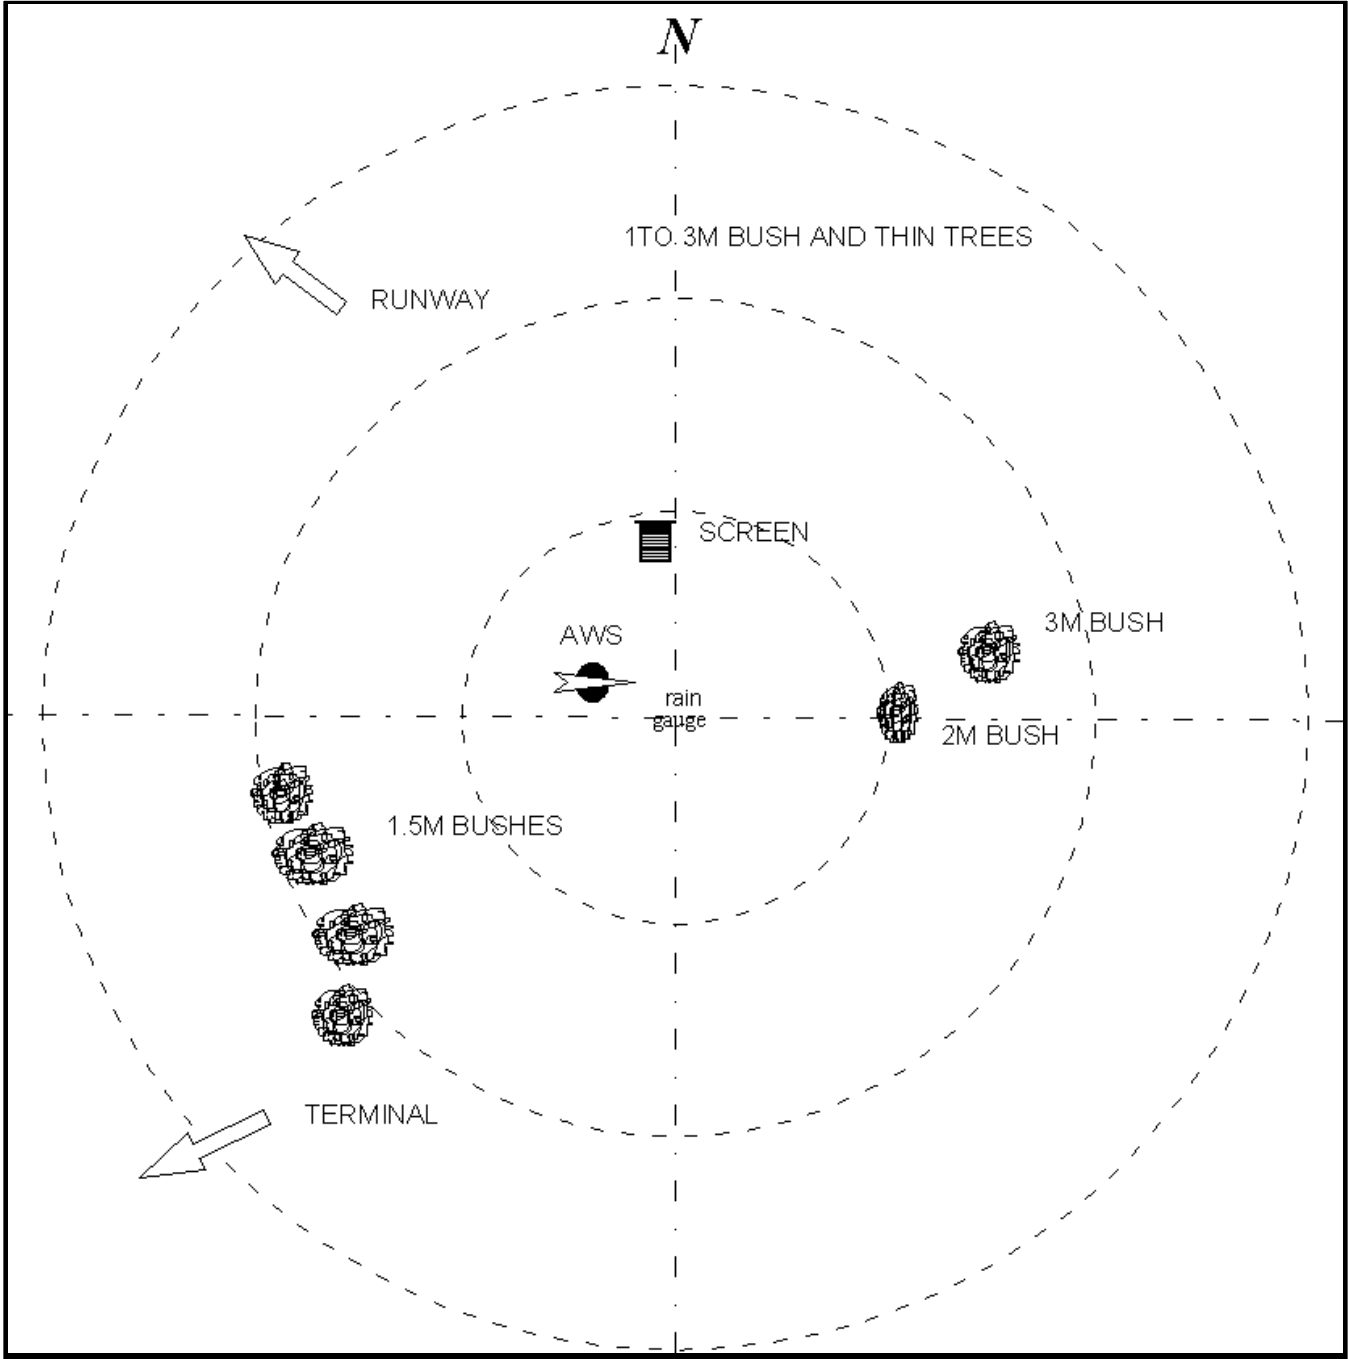 N
1TO 3M BUSH AND THIN TREES
RUNWAY
SCREEN
3M BUSH
AWS
rain
gauge
2M BUSH
1.5M BUSHES
TERMINAL